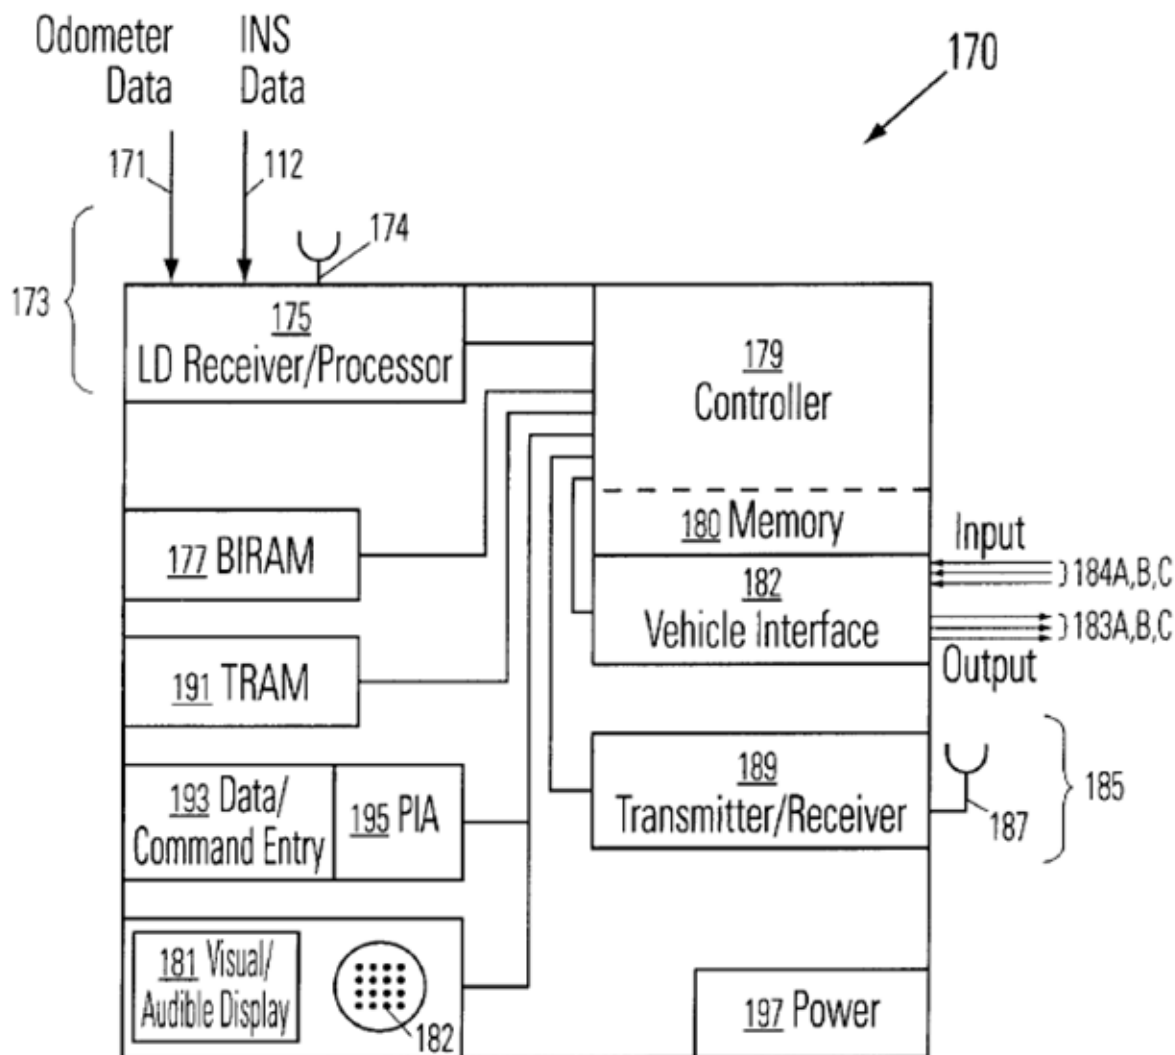 Odometer
Data
INS
Data
170
171
112
174
173
175
LD Receiver/Processor
179
Controller
180 Memory
Input
184A,B,C
182
Vehicle Interface
183A,B,C
Output
177 BIRAM
191 TRAM
189
Transmitter/Receiver
187
185
193 Data/
Command Entry
195 PIA
181 Visual/
Audible Display
182
197 Power